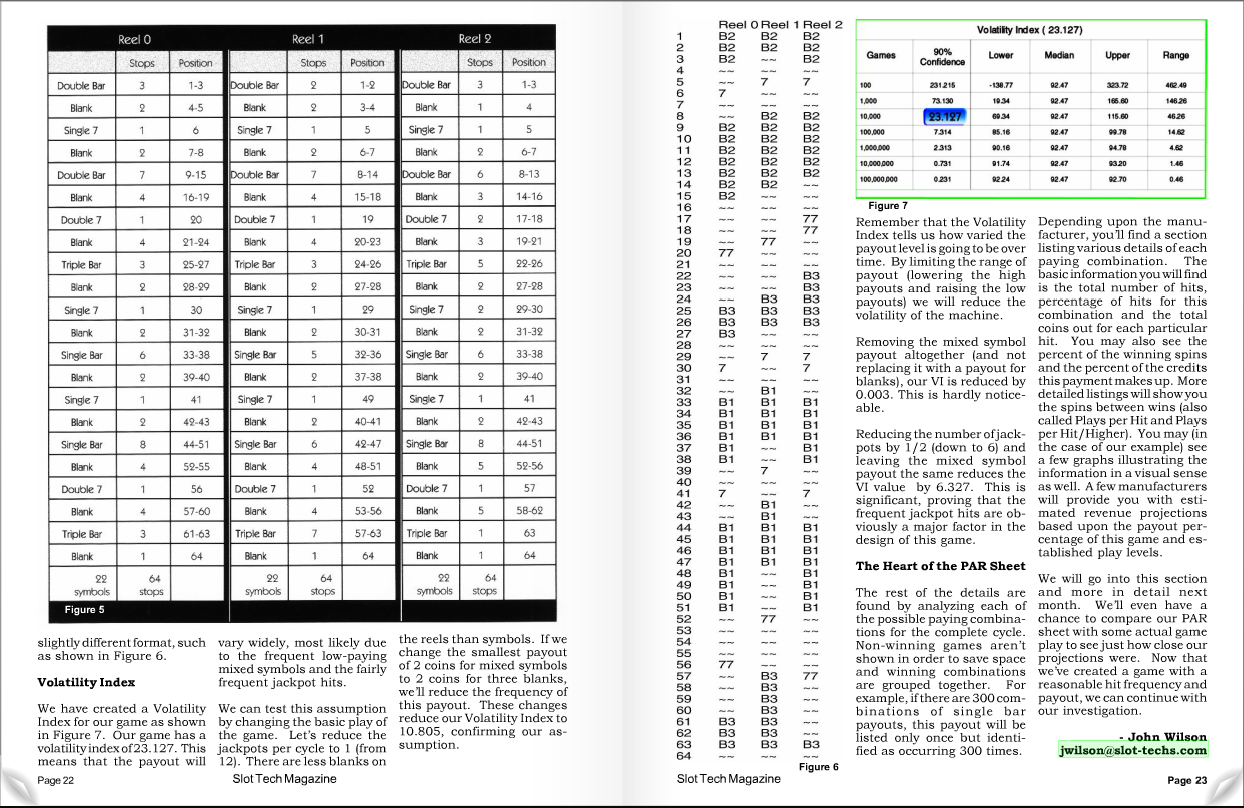 Reel 0 Reel 1 Reel 2
Stops Position Stops Position Stops Position
Double Bar 3 1-3 Double Bar 2 1-2 Double Bar 3 1-3
Blank 2 4-5 Blank 2 3-4 Blank 1 4
Single 7 1 6 Single 7 1 5 Single 7 1 5
Blank 2 7-8 Blank 2 6-7 Blank 2 6-7
Double Bar 7 9-15 Double Bar 7 8-14 Double Bar 6 8-13
Blank 4 16-19 Blank 4 15-18 Blank 3 14-16
Double 7 1 20 Double 7 1 19 Double 7 2 17-18
Blank 4 21-24 Blank 4 20-23 Blank 3 19-21
Triple Bar 3 25-27 Triple Bar 3 24-26 Triple Bar 5 22-26
Blank 2 28-29 Blank 2 27-28 Blank 2 27-28
Single 7 1 30 Single 7 1 29 Single 7 2 29-30
Blank 2 31-32 Blank 2 30-31 Blank 2 31-32
Single Bar 6 33-38 Single Bar 5 32-36 Single Bar 6 33-38
Blank 2 39-40 Blank 2 37-38 Blank 2 39-40
Single 7 1 41 Single 7 1 49 Single 7 1 41
Blank 2 42-43 Blank 2 40-41 Blank 2 42-43
Single Bar 8 44-51 Single Bar 6 42-47 Single Bar 8 44-51
Blank 4 52-55 Blank 4 48-51 Blank 5 52-56
Double 7 1 56 Double 7 1 52 Double 7 1 57
Blank 4 57-60 Blank 4 53-56 Blank 5 58-62
Triple Bar 3 61-63 Triple Bar 7 57-63 Triple Bar 1 63
Blank 1 64 Blank 1 64 Blank 1 64
22 64 22 64 22 64
symbols stops symbols stops symbols stops
Figure 5
slightly different format, such
as shown in Figure 6.
Volatility Index
We have created a Volatility
Index for our game as shown
in Figure 7. Our game has a
volatility index of 23.127. This
means that the payout will
vary widely, most likely due
to the frequent low-paying
mixed symbols and the fairly
frequent jackpot hits.
We can test this assumption
by changing the basic play of
the game. Let's reduce the
jackpots per cycle to 1 (from
12). There are less blanks on
the reels than symbols. If we
change the smallest payout
of 2 coins for mixed symbols
to 2 coins for three blanks,
we'll reduce the frequency of
this payout. These changes
reduce our Volatility Index to
10.805, confirming our as-
sumption.
Page 22
Slot Tech Magazine
Reel 0 Reel 1 Reel 2
1 B2 B2 B2
2 B2 B2 B2
3 B2 ~~ B2
4 ~~ ~~ ~~
5 ~~ 7 7
6 7 ~~ ~~
7 ~~ ~~ ~~
8 ~~ B2 B2
9 B2 B2 B2
10 B2 B2 B2
11 B2 B2 B2
12 B2 B2 B2
13 B2 B2 B2
14 B2 B2 ~~
15 B2 ~~ ~~
16 ~~ ~~ ~~
17 ~~ ~~ 77
18 ~~ ~~ 77
19 ~~ 77 ~~
20 77 ~~ ~~
21 ~~ ~~ ~~
22 ~~ ~~ B3
23 ~~ ~~ B3
24 ~~ B3 B3
25 B3 B3 B3
26 B3 B3 B3
27 B3 ~~ ~~
28 ~~ ~~ ~~
29 ~~ 7 7
30 7 ~~ 7
31 ~~ ~~ ~~
32 ~~ B1 ~~
33 B1 B1 B1
34 B1 B1 B1
35 B1 B1 B1
36 B1 B1 B1
37 B1 ~~ B1
38 B1 ~~ B1
39 ~~ 7 ~~
40 ~~ ~~ ~~
41 7 ~~ 7
42 ~~ B1 ~~
43 ~~ B1 ~~
44 B1 B1 B1
45 B1 B1 B1
46 B1 B1 B1
47 B1 B1 B1
48 B1 ~~ B1
49 B1 ~~ B1
50 B1 ~~ B1
51 B1 ~~ B1
52 ~~ 77 ~~
53 ~~ ~~ ~~
54 ~~ ~~ ~~
55 ~~ ~~ ~~
56 77 ~~ ~~
57 ~~ B3 77
58 ~~ B3 ~~
59 ~~ B3 ~~
60 ~~ B3 ~~
61 B3 B3 ~~
62 B3 B3 ~~
63 B3 B3 B3
64 ~~ ~~ ~~
Figure 6
Volatility Index ( 23.127)
Games 90% Confidence Lower Median Upper Range
100 231.215 -138.77 92.47 323.72 462.49
1,000 73.130 19.34 92.47 165.60 146.26
10,000 23.127 69.34 92.47 115.60 46.26
100,000 7.314 85.16 92.47 99.78 14.62
1,000,000 2.313 90.16 92.47 94.78 4.62
10,000,000 0.731 91.74 92.47 93.20 1.46
100,000,000 0.231 92.24 92.47 92.70 0.46
Figure 7
Remember that the Volatility
Index tells us how varied the
payout level is going to be over
time. By limiting the range of
payout (lowering the high
payouts and raising the low
payouts) we will reduce the
volatility of the machine.
Removing the mixed symbol
payout altogether (and not
replacing it with a payout for
blanks), our VI is reduced by
0.003. This is hardly notice-
able.
Reducing the number of jack-
pots by 1/2 (down to 6) and
leaving the mixed symbol
payout the same reduces the
VI value by 6.327. This is
significant, proving that the
frequent jackpot hits are ob-
viously a major factor in the
design of this game.
The Heart of the PAR Sheet
The rest of the details are
found by analyzing each of
the possible paying combina-
tions for the complete cycle.
Non-winning games aren't
shown in order to save space
and winning combinations
are grouped together. For
example, if there are 300 com-
binations of single bar
payouts, this payout will be
listed only once but identi-
fied as occurring 300 times.
Depending upon the manu-
facturer, you'll find a section
listing various details of each
paying combination. The
basic information you will find
is the total number of hits,
percentage of hits for this
combination and the total
coins out for each particular
hit. You may also see the
percent of the winning spins
and the percent of the credits
this payment makes up. More
detailed listings will show you
the spins between wins (also
called Plays per Hit and Plays
per Hit/Higher). You may (in
the case of our example) see
a few graphs illustrating the
information in a visual sense
as well. A few manufacturers
will provide you with esti-
mated revenue projections
based upon the payout per-
centage of this game and es-
tablished play levels.
We will go into this section
and more in detail next
month. We'll even have a
chance to compare our PAR
sheet with some actual game
play to see just how close our
projections were. Now that
we've created a game with a
reasonable hit frequency and
payout, we can continue with
our investigation.
- John Wilson
jwilson@slot-techs.com
Slot Tech Magazine
Page 23